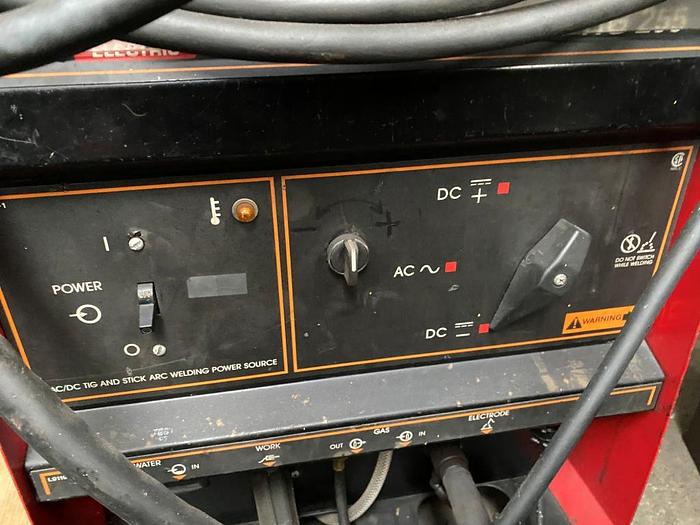 ELECTRIC
255
DC
I
POWER
AC
DO NOT SWITCH
WHILE WELDING
DC
WARNING
AC/DC TIG AND STICK ARC WELDING POWER SOURCE
WATER IN
WORK
OUT GAS IN
ELECTRODE